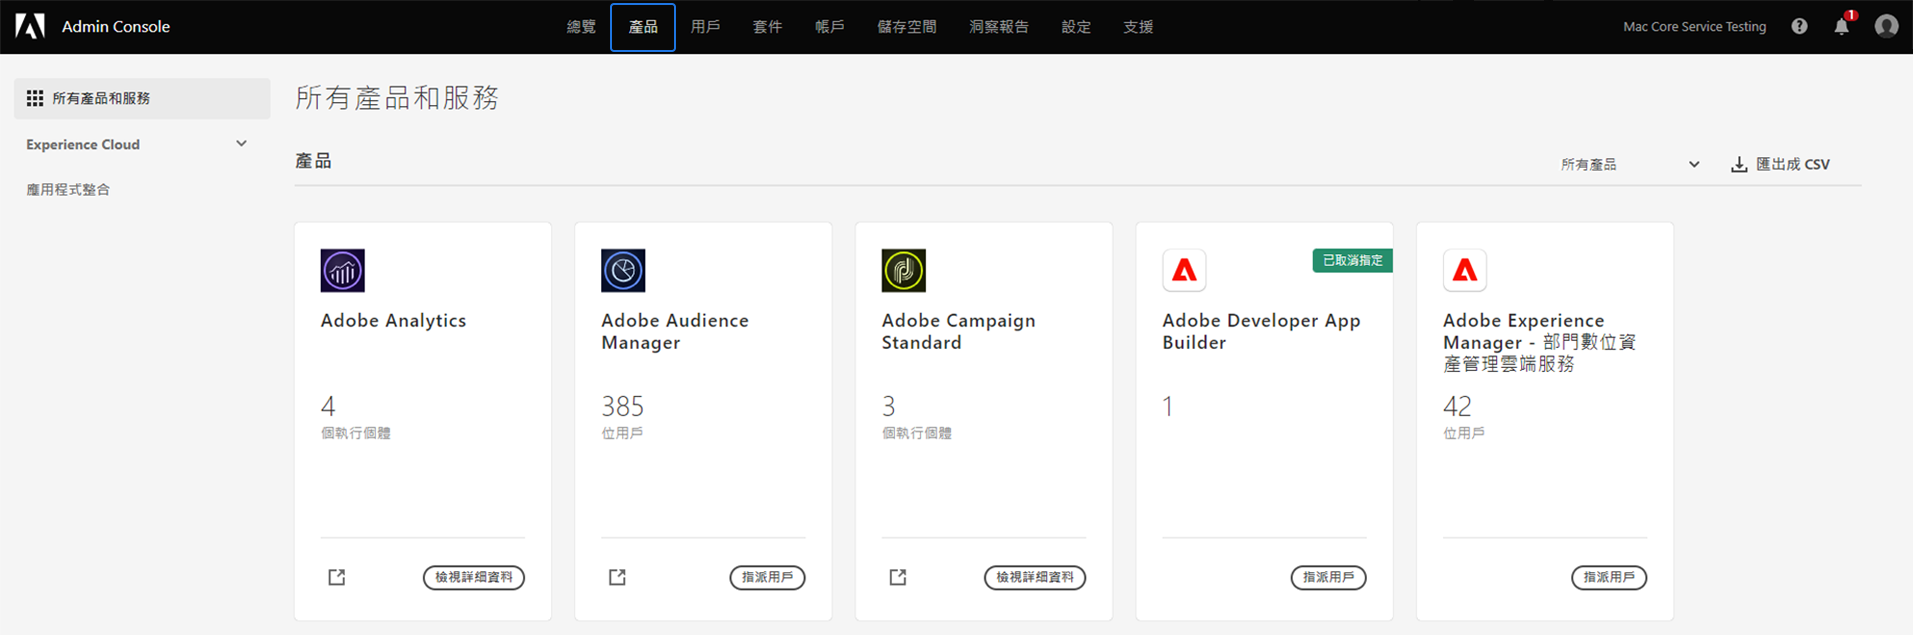 Admin Console
總覽
產品
用戶
套件
帳戶
儲存空間
洞察報告
設定
支援
Mac Core Service Testing
1
所有產品和服務
Experience Cloud
應用程式整合
所有產品和服務
產品
所有產品
匯出成 CSV
Adobe Analytics
4
個執行個體
檢視詳細資料
Adobe Audience
Manager
385
位用戶
指派用戶
Adobe Campaign
Standard
3
個執行個體
檢視詳細資料
已取消指定
Adobe Developer App
Builder
1
指派用戶
Adobe Experience
Manager - 部門數位資
產管理雲端服務
42
位用戶
指派用戶